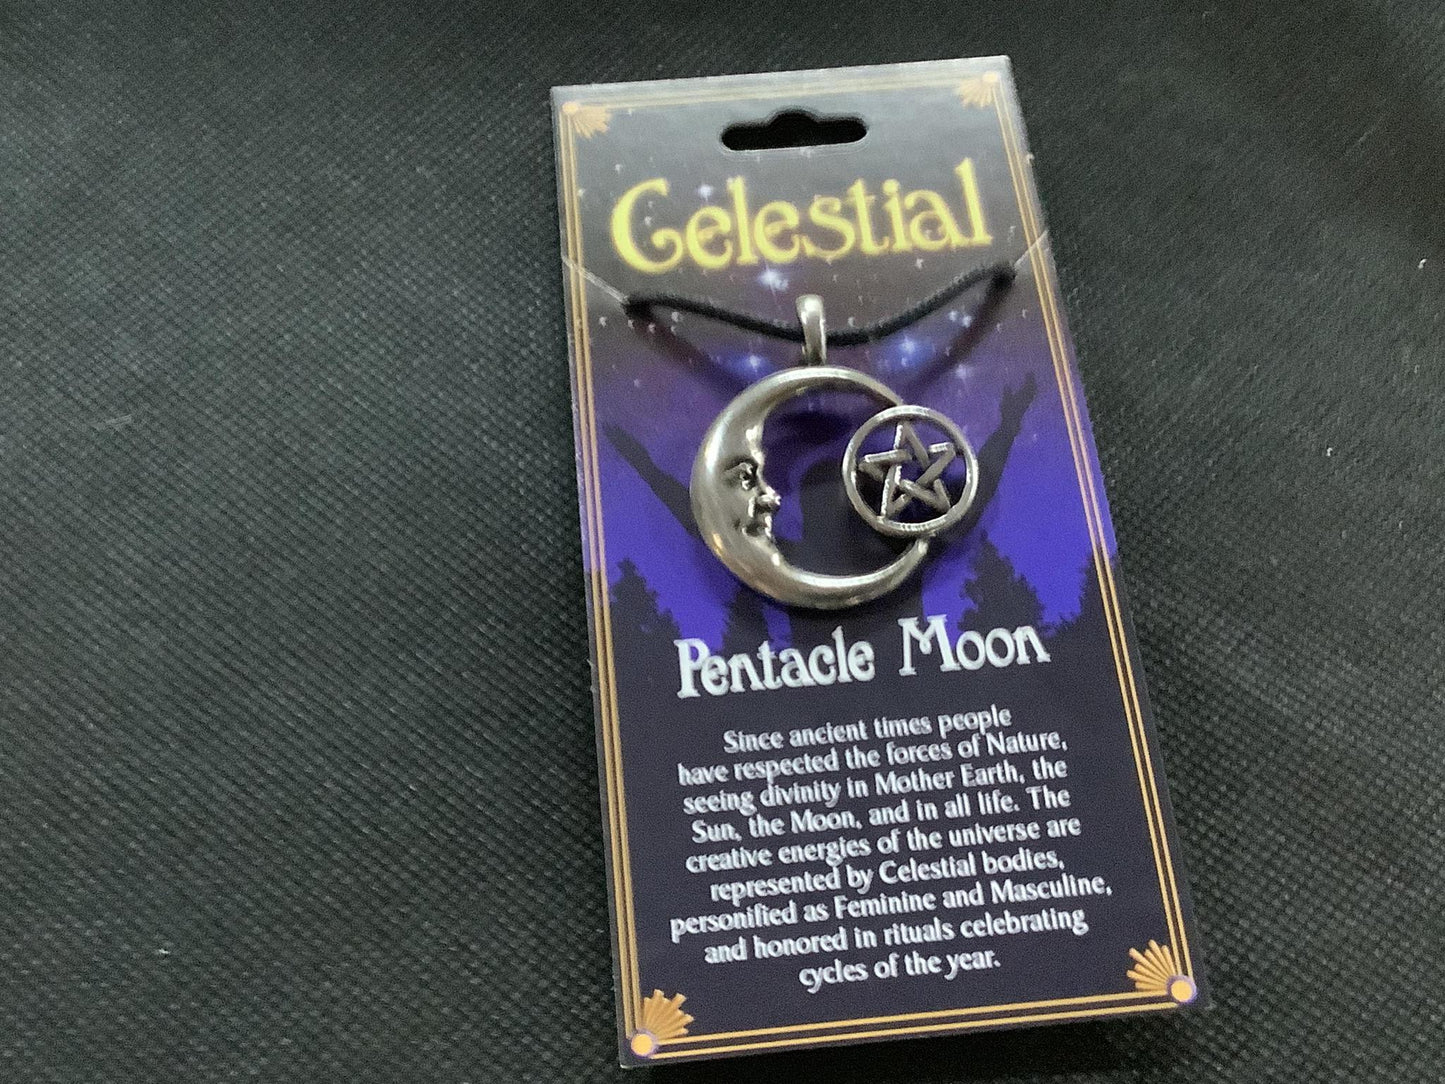 Celestial
Pentacle Moon
Since ancient times people
have respected the forces of Nature,
seeing divinity in Mother Earth, the
Sun, the Moon, and in all life. The
creative energies of the universe are
represented by Celestial bodies,
personified as Feminine and Masculine,
and honored in rituals celebrating
cycles of the year.